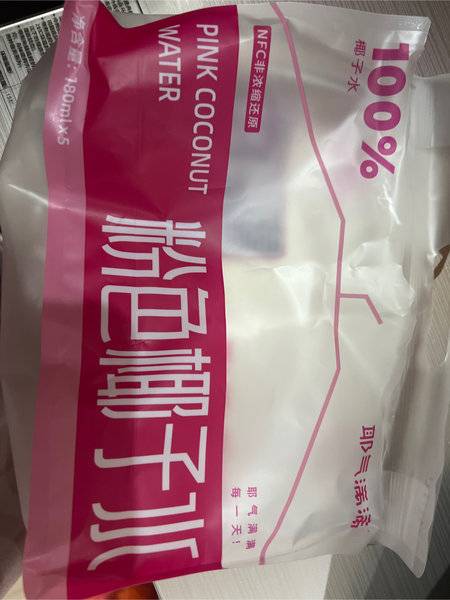 100%
椰子水
耶气满满
NFC非浓缩还原
耶气满满
每一天!
PINK COCONUT
WATER
粉色椰子水
净含量: 180ml×5